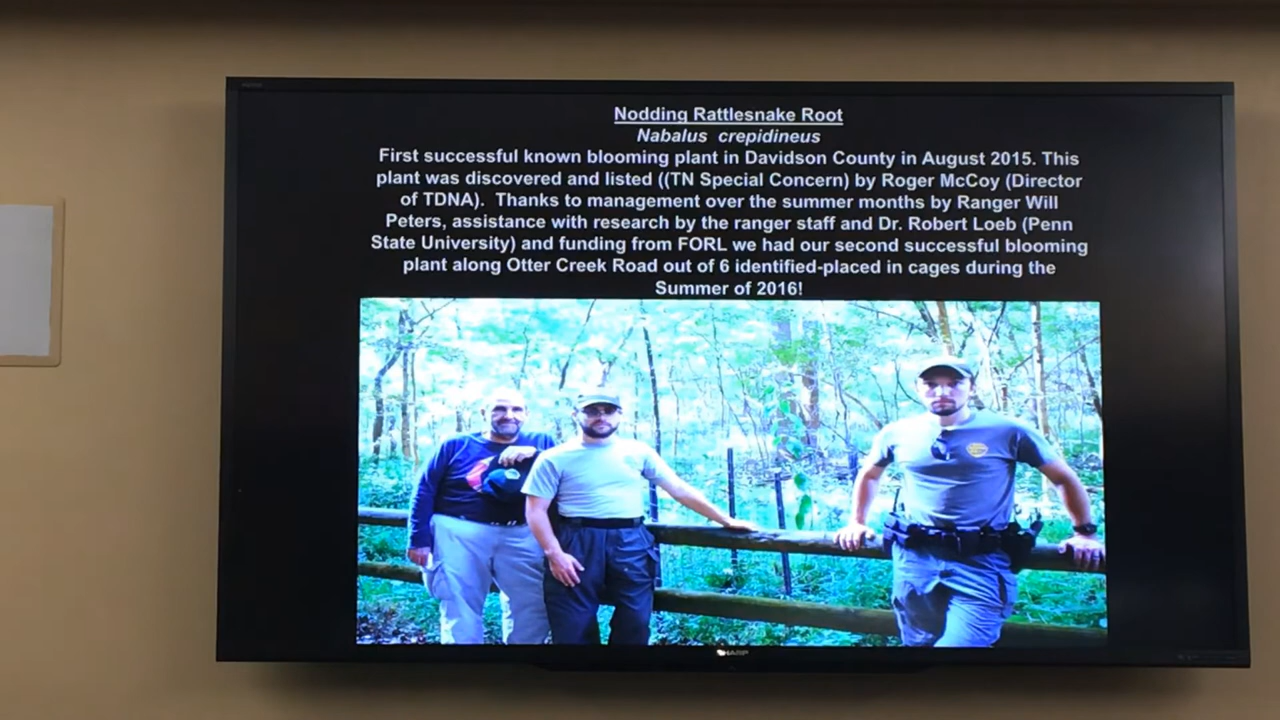 Nodding Rattlesnake Root
Nabalus crepidineus
First successful known blooming plant in Davidson County in August 2015. This
plant was discovered and listed ((TN Special Concern) by Roger McCoy (Director
of TDNA). Thanks to management over the summer months by Ranger Will
Peters, assistance with research by the ranger staff and Dr. Robert Loeb (Penn
State University) and funding from FORL we had our second successful blooming
plant along Otter Creek Road out of 6 identified-placed in cages during the
Summer of 2016!
SHARP